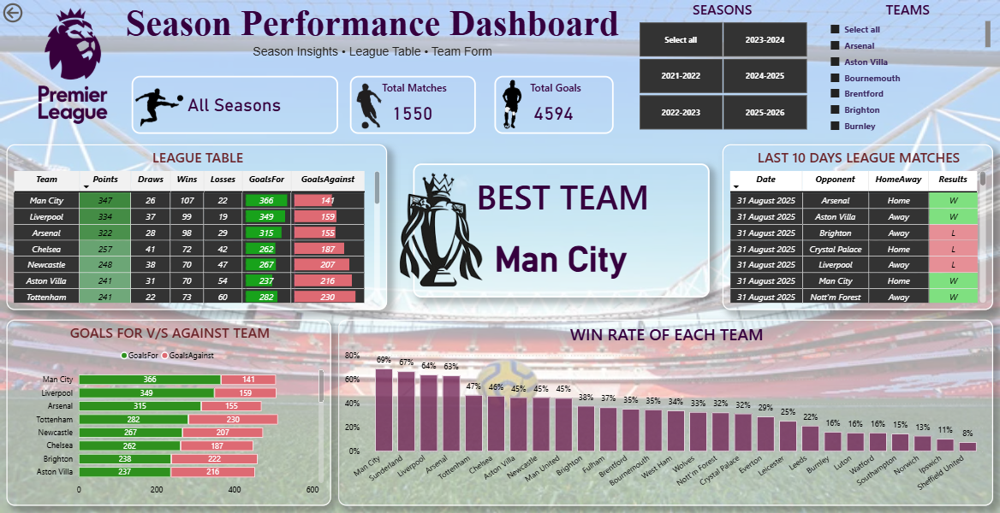 Season Performance Dashboard
Season Insights • League Table • Team Form
Premier
League
All Seasons
Total Matches
1550
Total Goals
4594
SEASONS
Select all 2023-2024
2021-2022 2024-2025
2022-2023 2025-2026
TEAMS
Select all
Arsenal
Aston Villa
Bournemouth
Brentford
Brighton
Burnley
LEAGUE TABLE
Team Points Draws Wins Losses GoalsFor GoalsAgainst
Man City 347 26 107 22 366 141
Liverpool 334 37 99 19 349 159
Arsenal 322 28 98 29 315 155
Chelsea 257 41 72 42 262 187
Newcastle 248 38 70 47 267 207
Aston Villa 241 31 70 54 237 216
Tottenham 241 22 73 60 282 230
BEST TEAM
Man City
LAST 10 DAYS LEAGUE MATCHES
Date Opponent HomeAway Results
31 August 2025 Arsenal Home W
31 August 2025 Aston Villa Away W
31 August 2025 Brighton Away L
31 August 2025 Crystal Palace Home L
31 August 2025 Liverpool Away L
31 August 2025 Man City Home W
31 August 2025 Nott'm Forest Away W
GOALS FOR V/S AGAINST TEAM
GoalsFor GoalsAgainst
Man City 366 141
Liverpool 349 159
Arsenal 315 155
Tottenham 282 230
Newcastle 267 207
Chelsea 262 187
Brighton 238 222
Aston Villa 237 216
0 200 400 600
WIN RATE OF EACH TEAM
80%
60%
40%
20%
0%
69% 67% 64% 63% 47% 46% 45% 45% 45% 38% 37% 35% 35% 34% 33% 32% 32% 29% 25% 22% 16% 16% 16% 15% 13% 11% 8%
Man City Sunderland Liverpool Arsenal Tottenham Chelsea Aston Villa Newcastle Man United Brighton Fulham Brentford Bournemouth West Ham Wolves Nott'm Forest Crystal Palace Everton Leicester Leeds Burnley Luton Watford Southampton Norwich Ipswich Sheffield United